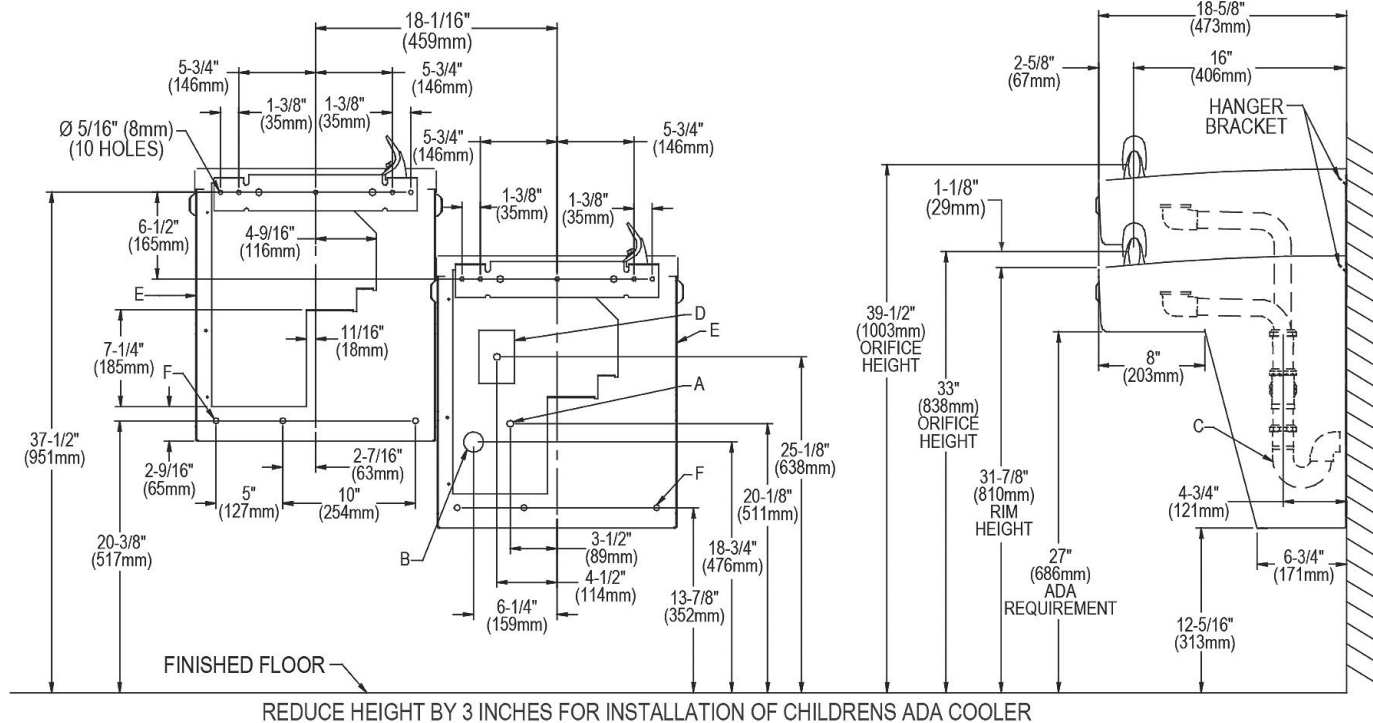 18-1/16"
(459mm)
5-3/4"
(146mm)
5-3/4"
(146mm)
1-3/8"
(35mm)
1-3/8"
(35mm)
Ø 5/16" (8mm)
(10 HOLES)
5-3/4"
(146mm)
5-3/4"
(146mm)
1-3/8"
(35mm)
1-3/8"
(35mm)
6-1/2"
(165mm)
4-9/16"
(116mm)
E
7-1/4"
(185mm)
11/16"
(18mm)
F
D
E
A
37-1/2"
(951mm)
2-9/16"
(65mm)
2-7/16"
(63mm)
5"
(127mm)
10"
(254mm)
20-3/8"
(517mm)
B
F
25-1/8"
(638mm)
20-1/8"
(511mm)
18-3/4"
(476mm)
3-1/2"
(89mm)
4-1/2"
(114mm)
6-1/4"
(159mm)
13-7/8"
(352mm)
18-5/8"
(473mm)
2-5/8"
(67mm)
16"
(406mm)
HANGER
BRACKET
1-1/8"
(29mm)
39-1/2"
(1003mm)
ORIFICE
HEIGHT
8"
(203mm)
33"
(838mm)
ORIFICE
HEIGHT
C
31-7/8"
(810mm)
RIM
HEIGHT
4-3/4"
(121mm)
27"
(686mm)
ADA
REQUIREMENT
6-3/4"
(171mm)
12-5/16"
(313mm)
FINISHED FLOOR
REDUCE HEIGHT BY 3 INCHES FOR INSTALLATION OF CHILDRENS ADA COOLER